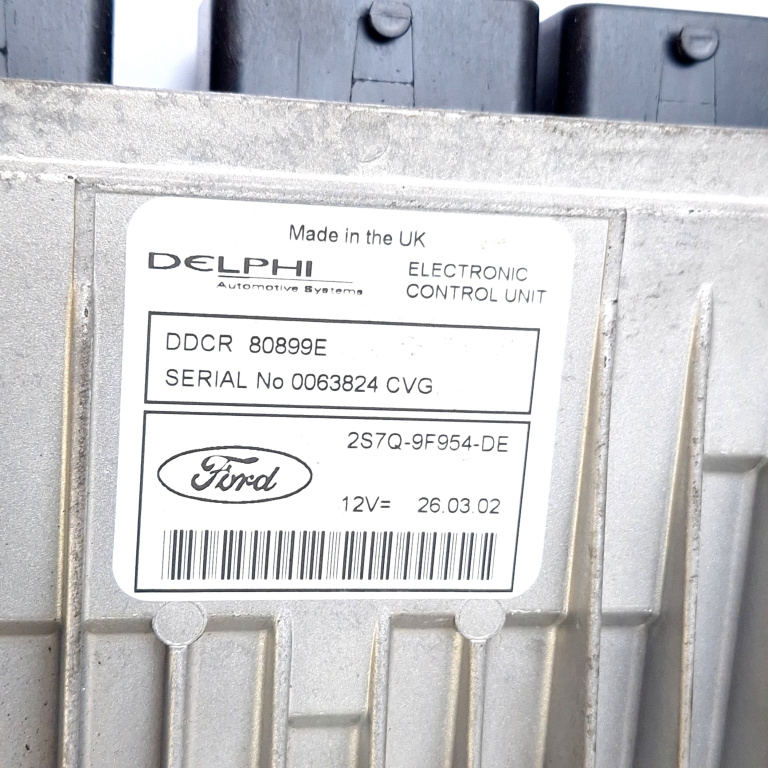 Made in the UK
DELPHI
Automotive Systems
ELECTRONIC
CONTROL UNIT
DDCR 80899E
SERIAL No 0063824 CVG
2S7Q-9F954-DE
Ford
12V= 26.03.02